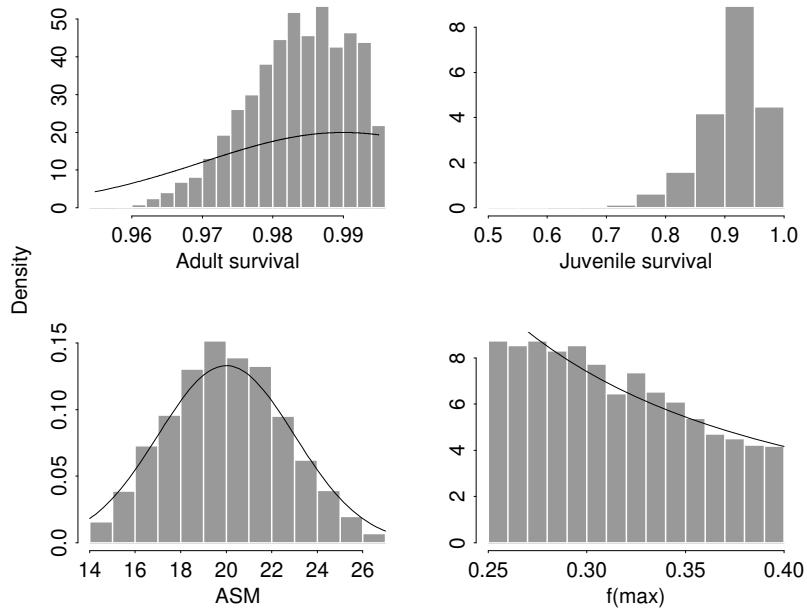 Density
0 10 20 30 40 50
0.96 0.97 0.98 0.99
Adult survival
0 2 4 6 8
0.5 0.6 0.7 0.8 0.9 1.0
Juvenile survival
0.0 0.05 0.10 0.15
14 16 18 20 22 24 26
ASM
0 2 4 6 8
0.25 0.30 0.35 0.40
f(max)